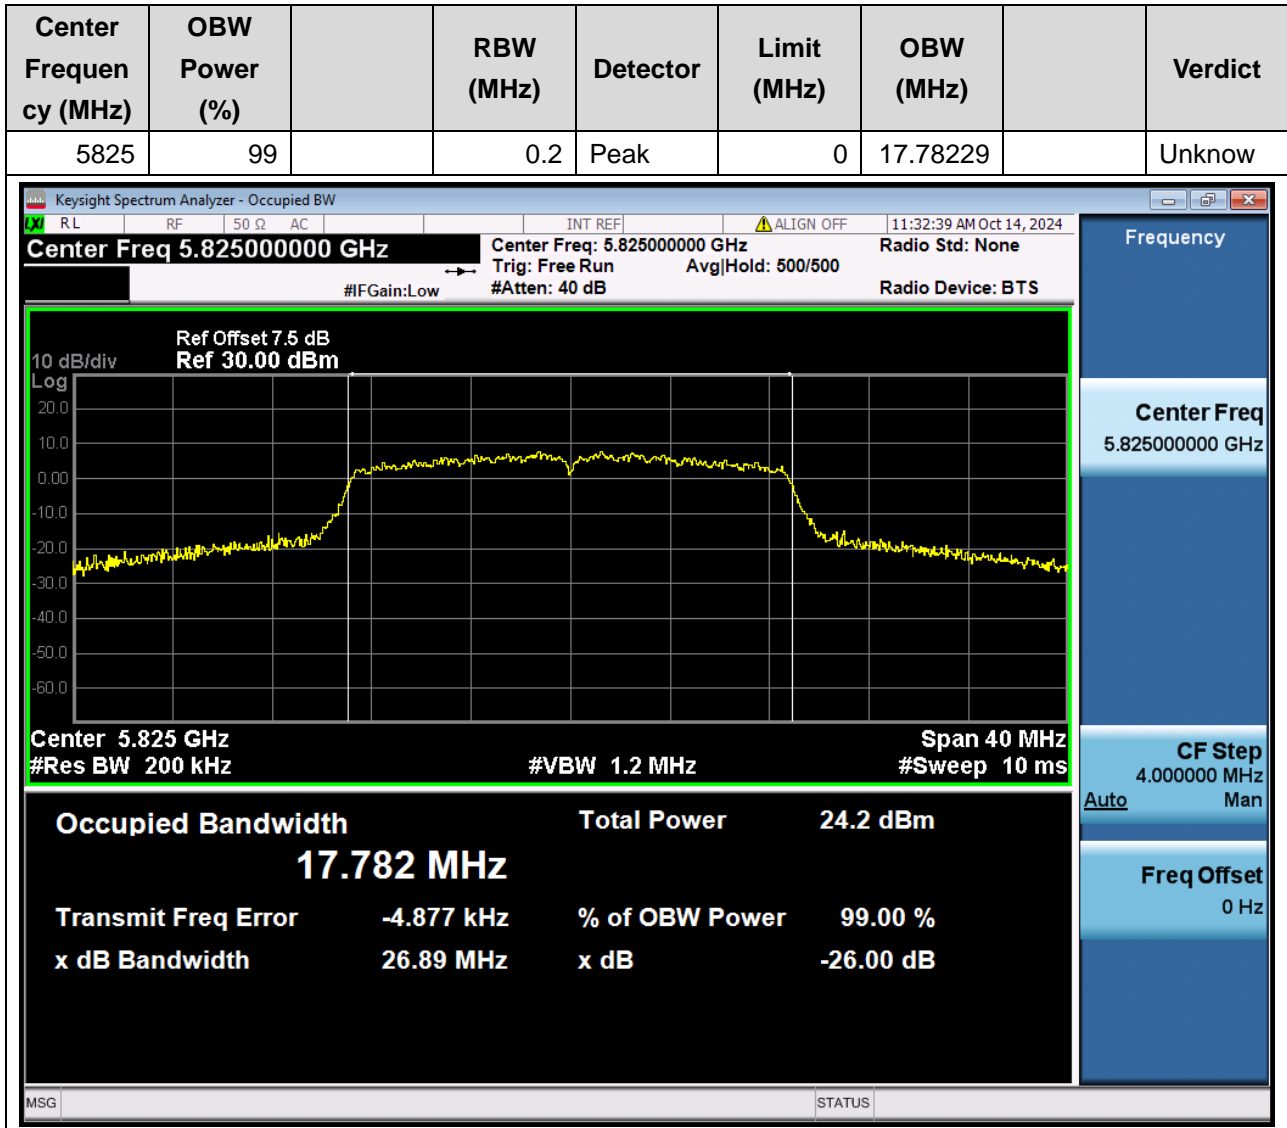 Center Frequen cy (MHz) OBW Power (%) RBW (MHz) Detector Limit (MHz) OBW (MHz) Verdict
5825 99 0.2 Peak 0 17.78229 Unknow
Keysight Spectrum Analyzer - Occupied BW
LXI RL RF 50 Ω AC INT REF ALIGN OFF 11:32:39 AM Oct 14, 2024
Center Freq 5.825000000 GHz
Center Freq: 5.825000000 GHz
Radio Std: None
Trig: Free Run Avg|Hold: 500/500
#IFGain:Low #Atten: 40 dB Radio Device: BTS
Ref Offset 7.5 dB
10 dB/div Ref 30.00 dBm
Log
20.0
10.0
0.00
-10.0
-20.0
-30.0
-40.0
-50.0
-60.0
Center 5.825 GHz Span 40 MHz
#Res BW 200 kHz #VBW 1.2 MHz #Sweep 10 ms
Occupied Bandwidth Total Power 24.2 dBm
17.782 MHz
Transmit Freq Error -4.877 kHz % of OBW Power 99.00 %
x dB Bandwidth 26.89 MHz x dB -26.00 dB
Frequency
Center Freq
5.825000000 GHz
CF Step
4.000000 MHz
Auto Man
Freq Offset
0 Hz
MSG STATUS